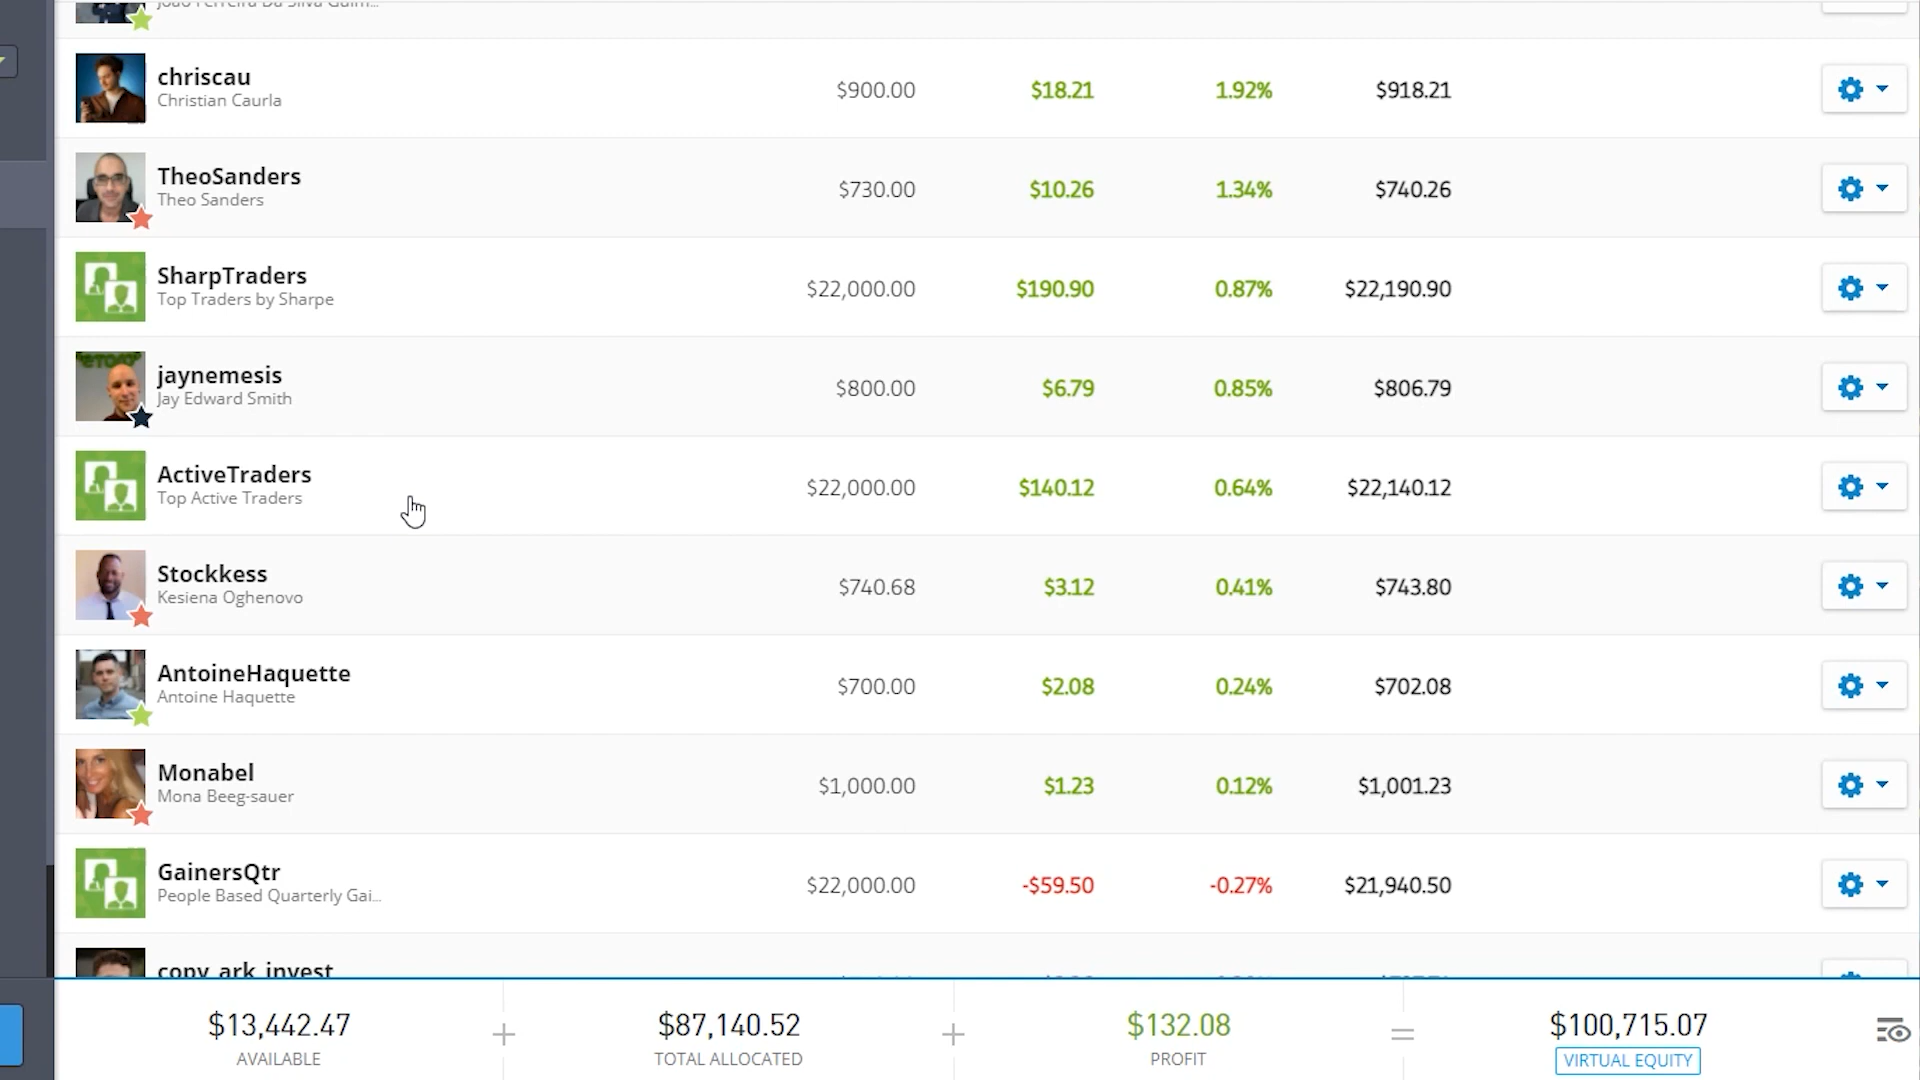 chriscau
Christian Caurla
$900.00 $18.21 1.92% $918.21
TheoSanders
Theo Sanders
$730.00 $10.26 1.34% $740.26
SharpTraders
Top Traders by Sharpe
$22,000.00 $190.90 0.87% $22,190.90
jaynemesis
Jay Edward Smith
$800.00 $6.79 0.85% $806.79
ActiveTraders
Top Active Traders
$22,000.00 $140.12 0.64% $22,140.12
Stockkess
Kesiena Oghenovo
$740.68 $3.12 0.41% $743.80
AntoineHaquette
Antoine Haquette
$700.00 $2.08 0.24% $702.08
Monabel
Mona Beeg-sauer
$1,000.00 $1.23 0.12% $1,001.23
GainersQtr
People Based Quarterly Gai...
$22,000.00 -$59.50 -0.27% $21,940.50
copy_ark_invest
$13,442.47 + $87,140.52 + $132.08 = $100,715.07
AVAILABLE TOTAL ALLOCATED PROFIT VIRTUAL EQUITY